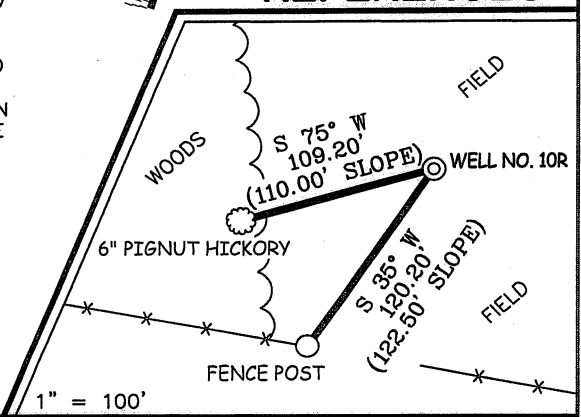 FIELD
WOODS
S 75° W
109.20'
(110.00' SLOPE)
WELL NO. 10R
6" PIGNUT HICKORY
S 35° W
120.20'
(122.50' SLOPE)
FIELD
FENCE POST
1" = 100'